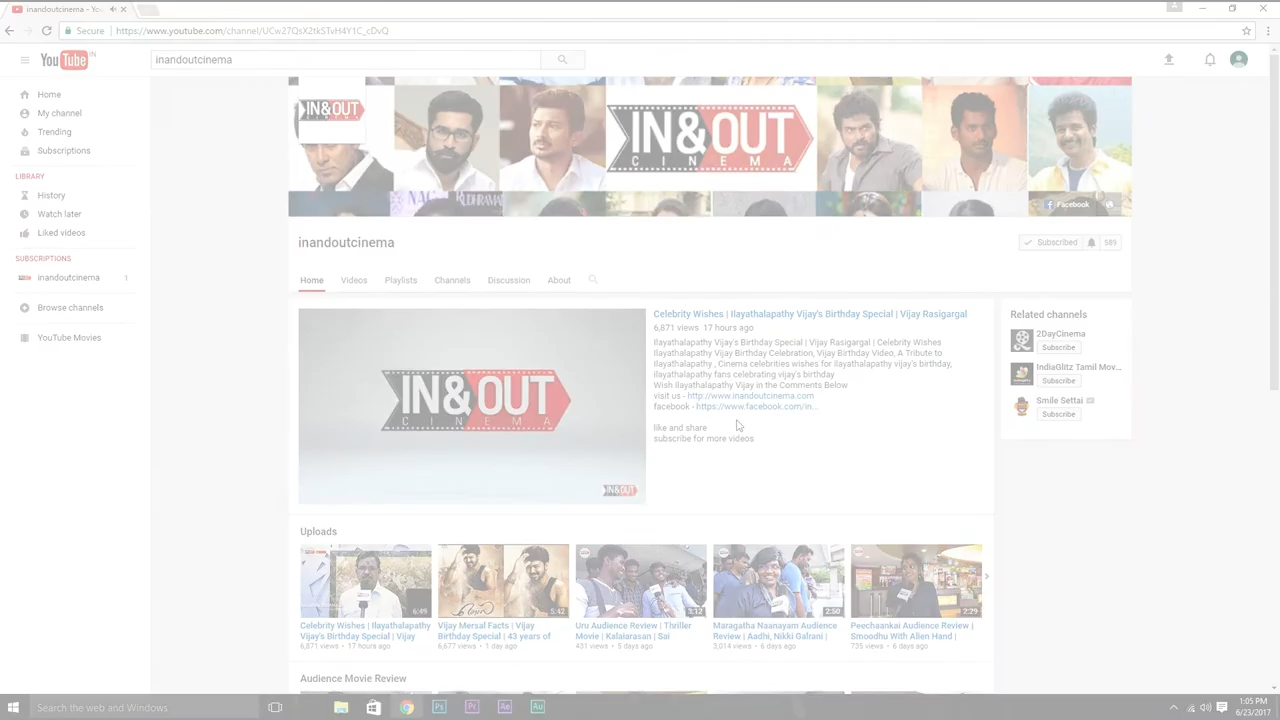 inandoutcinema - You
Secure https://www.youtube.com/channel/UCw27QsX2tkSTvH4Y1C_cDvQ
YouTube IN
inandoutcinema
Home
My channel
Trending
Subscriptions
LIBRARY
History
Watch later
Liked videos
SUBSCRIPTIONS
inandoutcinema 1
Browse channels
YouTube Movies
IN&OUT
CINEMA
IN&OUT
CINEMA
Facebook
inandoutcinema
Subscribed 589
Home Videos Playlists Channels Discussion About
IN&OUT
CINEMA
IN&OUT
Celebrity Wishes | Ilayathalapathy Vijay's Birthday Special | Vijay Rasigargal
6,871 views 17 hours ago
Ilayathalapathy Vijay's Birthday Special | Vijay Rasigargal | Celebrity Wishes
Ilayathalapathy Vijay Birthday Celebration, Vijay Birthday Video, A Tribute to
Ilayathalapathy , Cinema celebrities wishes for ilayathalapathy vijay's birthday,
ilayathalapathy fans celebrating vijay's birthday
Wish Ilayathalapathy Vijay in the Comments Below
visit us - http://www.inandoutcinema.com
facebook - https://www.facebook.com/in...
like and share
subscribe for more videos
Related channels
2DayCinema
Subscribe
IndiaGlitz Tamil Mov...
Subscribe
Smile Settai
Subscribe
Uploads
6:49
5:42
3:12
2:50
2:29
Celebrity Wishes | Ilayathalapathy
Vijay's Birthday Special | Vijay
6,871 views • 17 hours ago
Vijay Mersal Facts | Vijay
Birthday Special | 43 years of
6,677 views • 1 day ago
Uru Audience Review | Thriller
Movie | Kalaiarasan | Sai
431 views • 5 days ago
Maragatha Naanayam Audience
Review | Aadhi, Nikki Galrani |
3,014 views • 6 days ago
Peechaankai Audience Review |
Smoodhu With Alien Hand |
735 views • 6 days ago
Audience Movie Review
Search the web and Windows
Ps Pr Ae Au
1:05 PM
6/23/2017